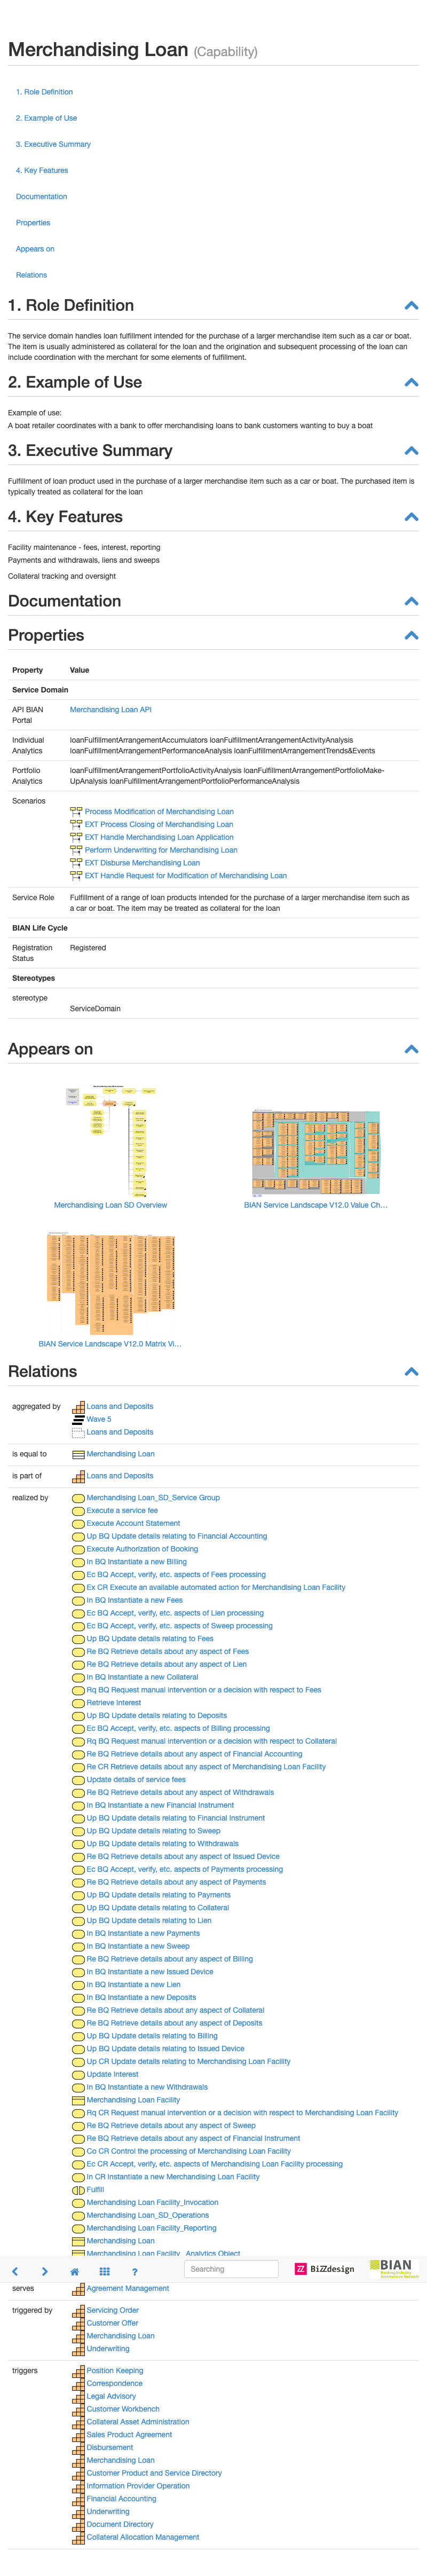 Merchandising Loan (Capability)
1. Role Definition
2. Example of Use
3. Executive Summary
4. Key Features
Documentation
Properties
Appears on
Relations
1. Role Definition
The service domain handles loan fulfillment intended for the purchase of a larger merchandise item such as a car or boat.
The item is usually administered as collateral for the loan and the origination and subsequent processing of the loan can
include coordination with the merchant for some elements of fulfillment.
2. Example of Use
Example of use:
A boat retailer coordinates with a bank to offer merchandising loans to bank customers wanting to buy a boat
3. Executive Summary
Fulfillment of loan product used in the purchase of a larger merchandise item such as a car or boat. The purchased item is
typically treated as collateral for the loan
4. Key Features
Facility maintenance - fees, interest, reporting
Payments and withdrawals, liens and sweeps
Collateral tracking and oversight
Documentation
Properties
Property Value
Service Domain
API BIAN Merchandising Loan API
Portal
Individual loanFulfillmentArrangementAccumulators loanFulfillmentArrangementActivityAnalysis
Analytics loanFulfillmentArrangementPerformanceAnalysis loanFulfillmentArrangementTrends&Events
Portfolio loanFulfillmentArrangementPortfolioActivityAnalysis loanFulfillmentArrangementPortfolioMake-
Analytics UpAnalysis loanFulfillmentArrangementPortfolioPerformanceAnalysis
Scenarios
Process Modification of Merchandising Loan
EXT Process Closing of Merchandising Loan
EXT Handle Merchandising Loan Application
Perform Underwriting for Merchandising Loan
EXT Disburse Merchandising Loan
EXT Handle Request for Modification of Merchandising Loan
Service Role Fulfillment of a range of loan products intended for the purchase of a larger merchandise item such as
a car or boat. The item may be treated as collateral for the loan
BIAN Life Cycle
Registration Registered
Status
Stereotypes
stereotype
ServiceDomain
Appears on
Merchandising Loan SD Overview
BIAN Service Landscape V12.0 Value Ch...
BIAN Service Landscape V12.0 Matrix Vi...
Relations
aggregated by Loans and Deposits
Wave 5
Loans and Deposits
is equal to Merchandising Loan
is part of Loans and Deposits
realized by Merchandising Loan_SD_Service Group
Execute a service fee
Execute Account Statement
Up BQ Update details relating to Financial Accounting
Execute Authorization of Booking
In BQ Instantiate a new Billing
Ec BQ Accept, verify, etc. aspects of Fees processing
Ex CR Execute an available automated action for Merchandising Loan Facility
In BQ Instantiate a new Fees
Ec BQ Accept, verify, etc. aspects of Lien processing
Ec BQ Accept, verify, etc. aspects of Sweep processing
Up BQ Update details relating to Fees
Re BQ Retrieve details about any aspect of Fees
Re BQ Retrieve details about any aspect of Lien
In BQ Instantiate a new Collateral
Rq BQ Request manual intervention or a decision with respect to Fees
Retrieve Interest
Up BQ Update details relating to Deposits
Ec BQ Accept, verify, etc. aspects of Billing processing
Rq BQ Request manual intervention or a decision with respect to Collateral
Re BQ Retrieve details about any aspect of Financial Accounting
Re CR Retrieve details about any aspect of Merchandising Loan Facility
Update details of service fees
Re BQ Retrieve details about any aspect of Withdrawals
In BQ Instantiate a new Financial Instrument
Up BQ Update details relating to Financial Instrument
Up BQ Update details relating to Sweep
Up BQ Update details relating to Withdrawals
Re BQ Retrieve details about any aspect of Issued Device
Ec BQ Accept, verify, etc. aspects of Payments processing
Re BQ Retrieve details about any aspect of Payments
Up BQ Update details relating to Payments
Up BQ Update details relating to Collateral
Up BQ Update details relating to Lien
In BQ Instantiate a new Payments
In BQ Instantiate a new Sweep
Re BQ Retrieve details about any aspect of Billing
In BQ Instantiate a new Issued Device
In BQ Instantiate a new Lien
In BQ Instantiate a new Deposits
Re BQ Retrieve details about any aspect of Collateral
Re BQ Retrieve details about any aspect of Deposits
Up BQ Update details relating to Billing
Up BQ Update details relating to Issued Device
Up CR Update details relating to Merchandising Loan Facility
Update Interest
In BQ Instantiate a new Withdrawals
Merchandising Loan Facility
Rq CR Request manual intervention or a decision with respect to Merchandising Loan Facility
Re BQ Retrieve details about any aspect of Sweep
Re BQ Retrieve details about any aspect of Financial Instrument
Co CR Control the processing of Merchandising Loan Facility
Ec CR Accept, verify, etc. aspects of Merchandising Loan Facility processing
In CR Instantiate a new Merchandising Loan Facility
Fulfill
Merchandising Loan Facility_Invocation
Merchandising Loan_SD_Operations
Merchandising Loan Facility_Reporting
Merchandising Loan
Merchandising Loan Facility_Analytics Object
Searching
BiZZdesign
BIAN
serves Agreement Management
triggered by Servicing Order
Customer Offer
Merchandising Loan
Underwriting
triggers Position Keeping
Correspondence
Legal Advisory
Customer Workbench
Collateral Asset Administration
Sales Product Agreement
Disbursement
Merchandising Loan
Customer Product and Service Directory
Information Provider Operation
Financial Accounting
Underwriting
Document Directory
Collateral Allocation Management